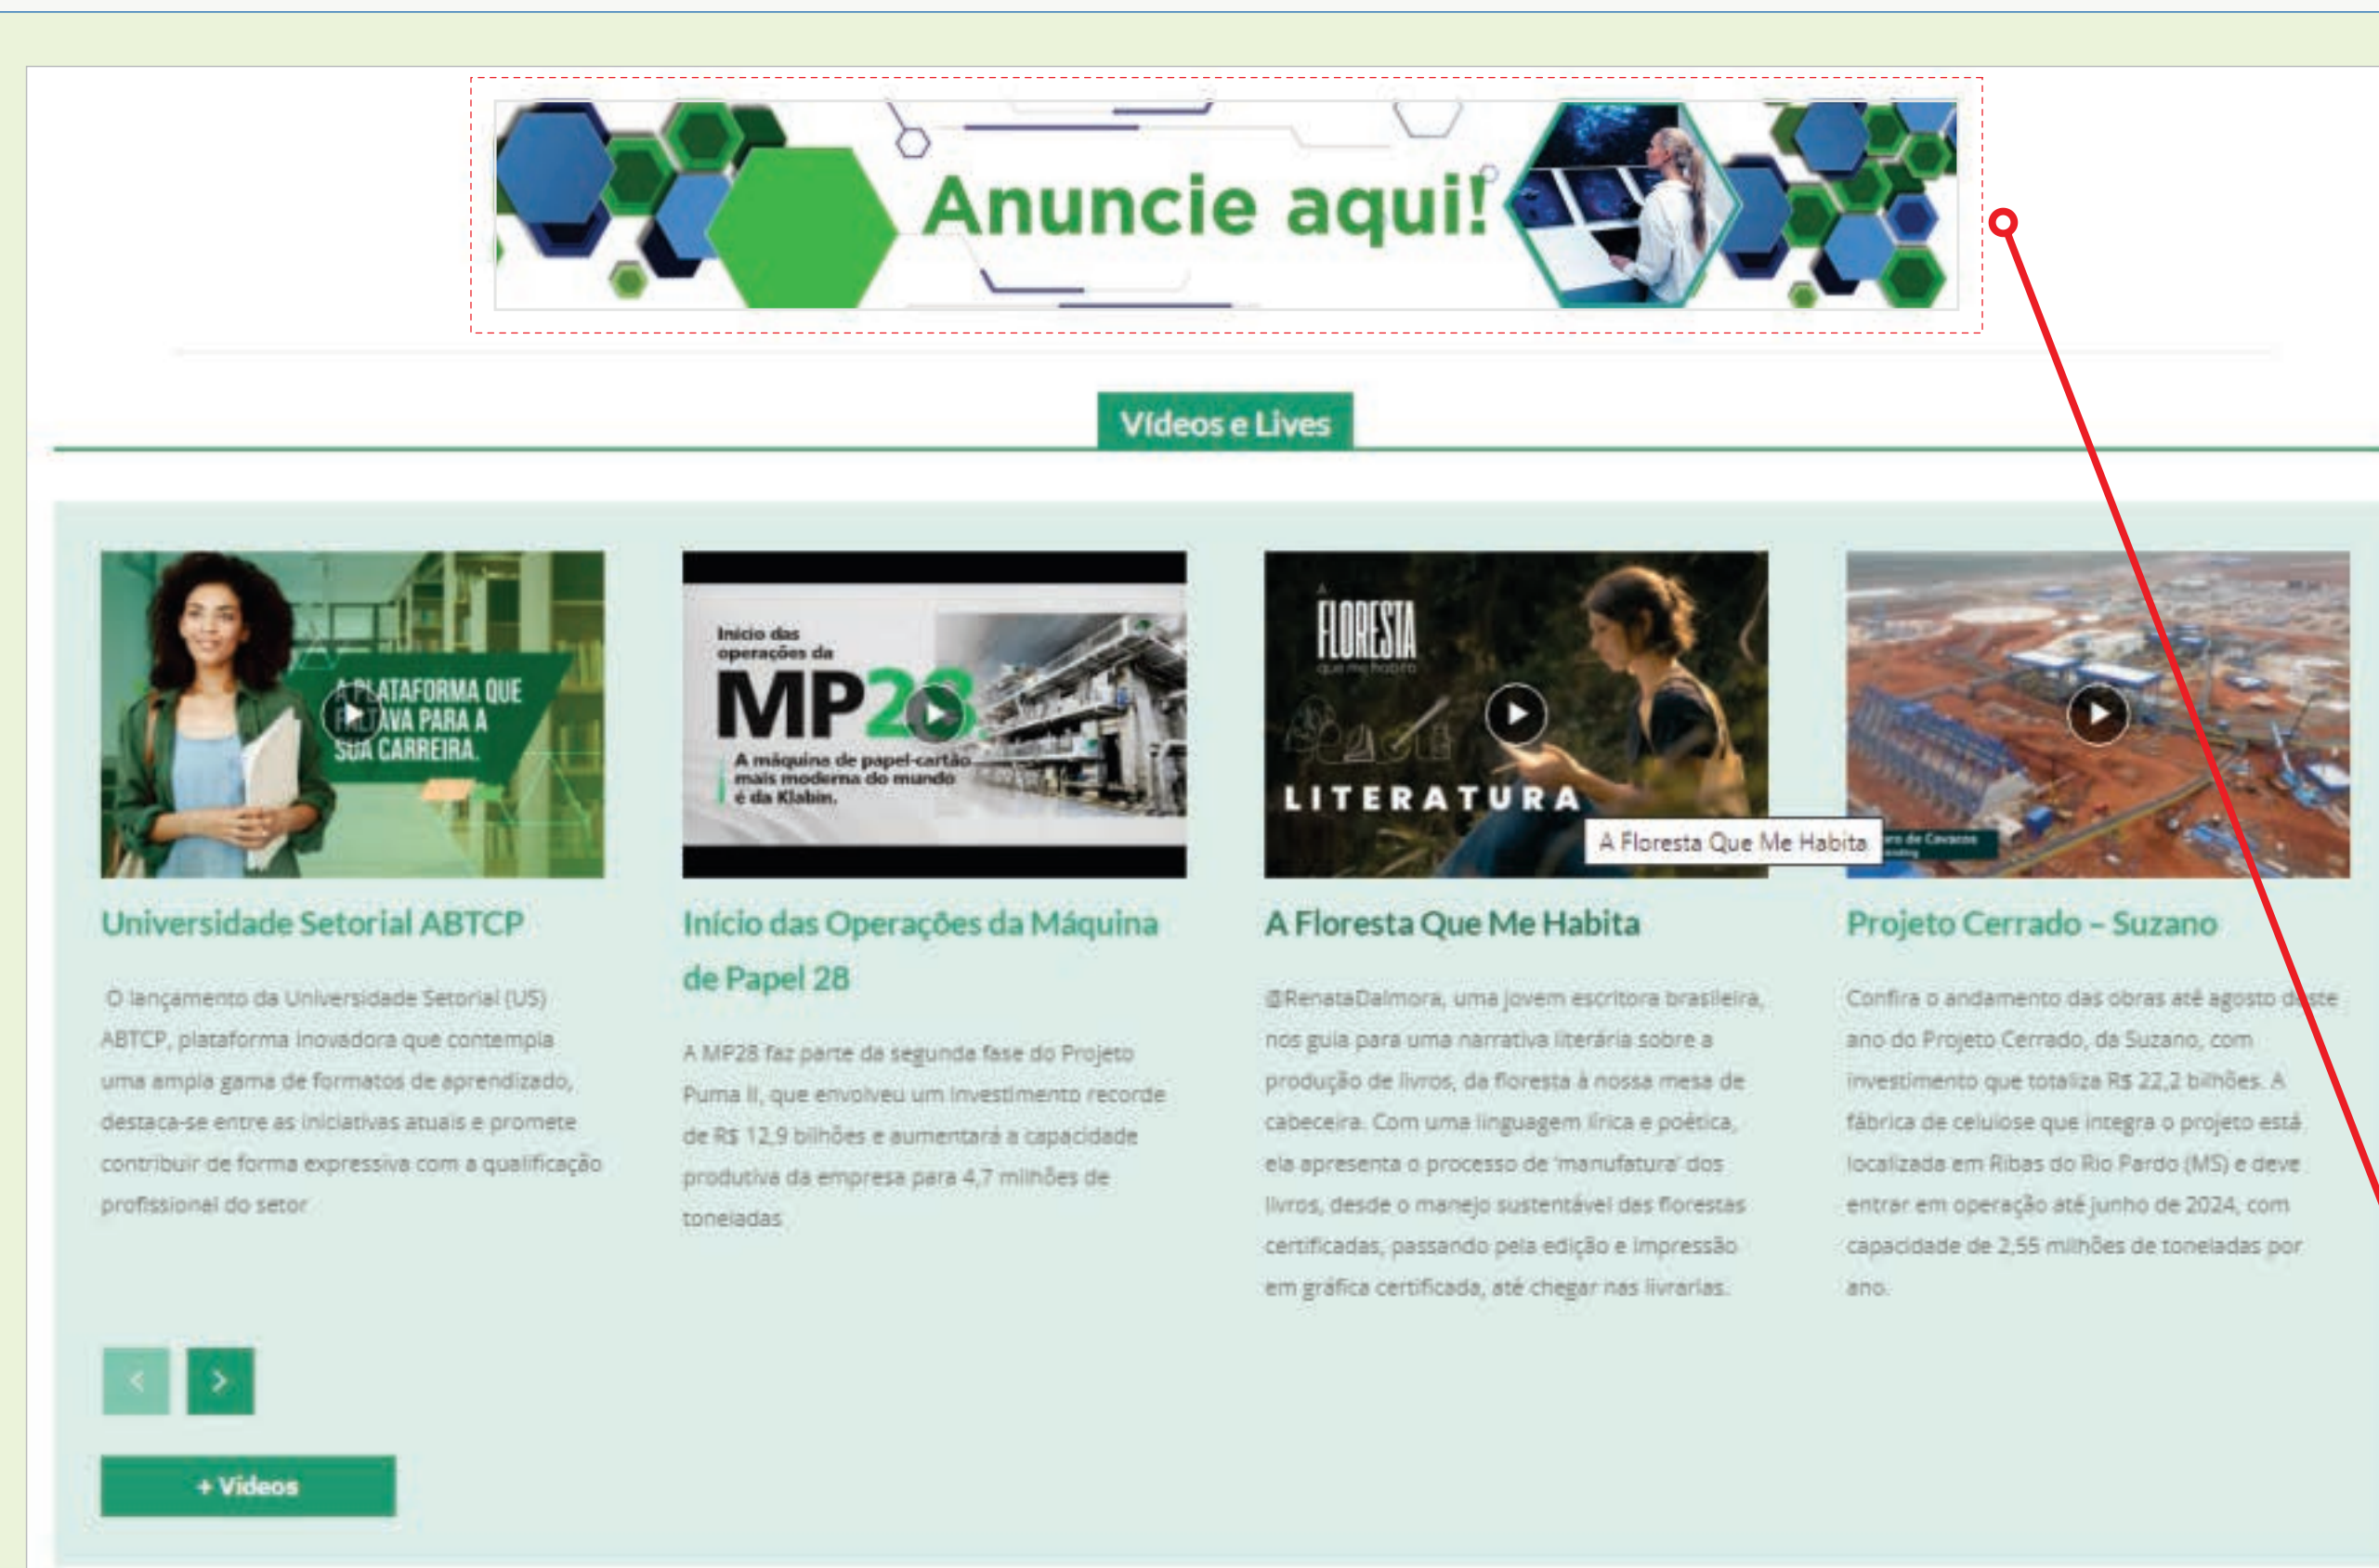 Anuncie aqui!
Vídeos e Lives
A PLATAFORMA QUE
FALTAVA PARA A
SUA CARREIRA.
Universidade Setorial ABTCP
O lançamento da Universidade Setorial (US)
ABTCP, plataforma inovadora que contempla
uma ampla gama de formatos de aprendizado,
destaca-se entre as iniciativas atuais e promete
contribuir de forma expressiva com a qualificação
profissional do setor
Início das
operações da
MP28.
A máquina de papel-cartão
mais moderna do mundo
é da Klabin.
Início das Operações da Máquina
de Papel 28
A MP28 faz parte da segunda fase do Projeto
Puma II, que envolveu um investimento recorde
de R$ 12,9 bilhões e aumentará a capacidade
produtiva da empresa para 4,7 milhões de
toneladas
A
FLORESTA
que me habita
LITERATURA
A Floresta Que Me Habita
A Floresta Que Me Habita
@RenataDalmora, uma jovem escritora brasileira,
nos guia para uma narrativa literária sobre a
produção de livros, da floresta à nossa mesa de
cabeceira. Com uma linguagem lírica e poética,
ela apresenta o processo de 'manufatura' dos
livros, desde o manejo sustentável das florestas
certificadas, passando pela edição e impressão
em gráfica certificada, até chegar nas livrarias.
de Cavacos
Projeto Cerrado – Suzano
Confira o andamento das obras até agosto deste
ano do Projeto Cerrado, da Suzano, com
investimento que totaliza R$ 22,2 bilhões. A
fábrica de celulose que integra o projeto está
localizada em Ribas do Rio Pardo (MS) e deve
entrar em operação até junho de 2024, com
capacidade de 2,55 milhões de toneladas por
ano.
+ Vídeos